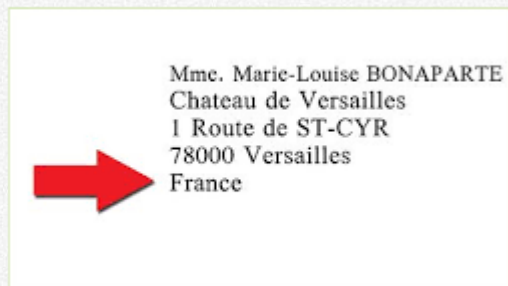 Mme. Marie-Louise BONAPARTE
Chateau de Versailles
1 Route de ST-CYR
78000 Versailles
France